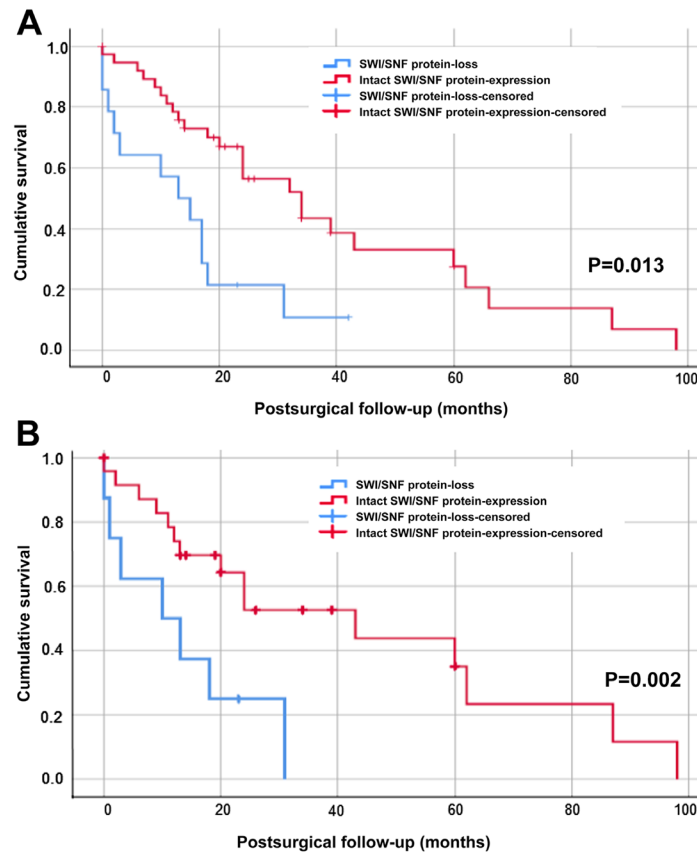 A
1.0
0.8
0.6
0.4
0.2
0.0
Cumulative survival
SWI/SNF protein-loss
Intact SWI/SNF protein-expression
SWI/SNF protein-loss-censored
Intact SWI/SNF protein-expression-censored
P=0.013
0 20 40 60 80 100
Postsurgical follow-up (months)
B
1.0
0.8
0.6
0.4
0.2
0.0
Cumulative survival
SWI/SNF protein-loss
Intact SWI/SNF protein-expression
SWI/SNF protein-loss-censored
Intact SWI/SNF protein-expression-censored
P=0.002
0 20 40 60 80 100
Postsurgical follow-up (months)